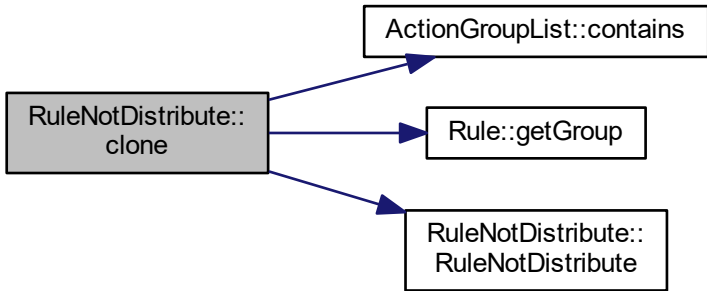 RuleNotDistribute::
clone
ActionGroupList::contains
Rule::getGroup
RuleNotDistribute::
RuleNotDistribute